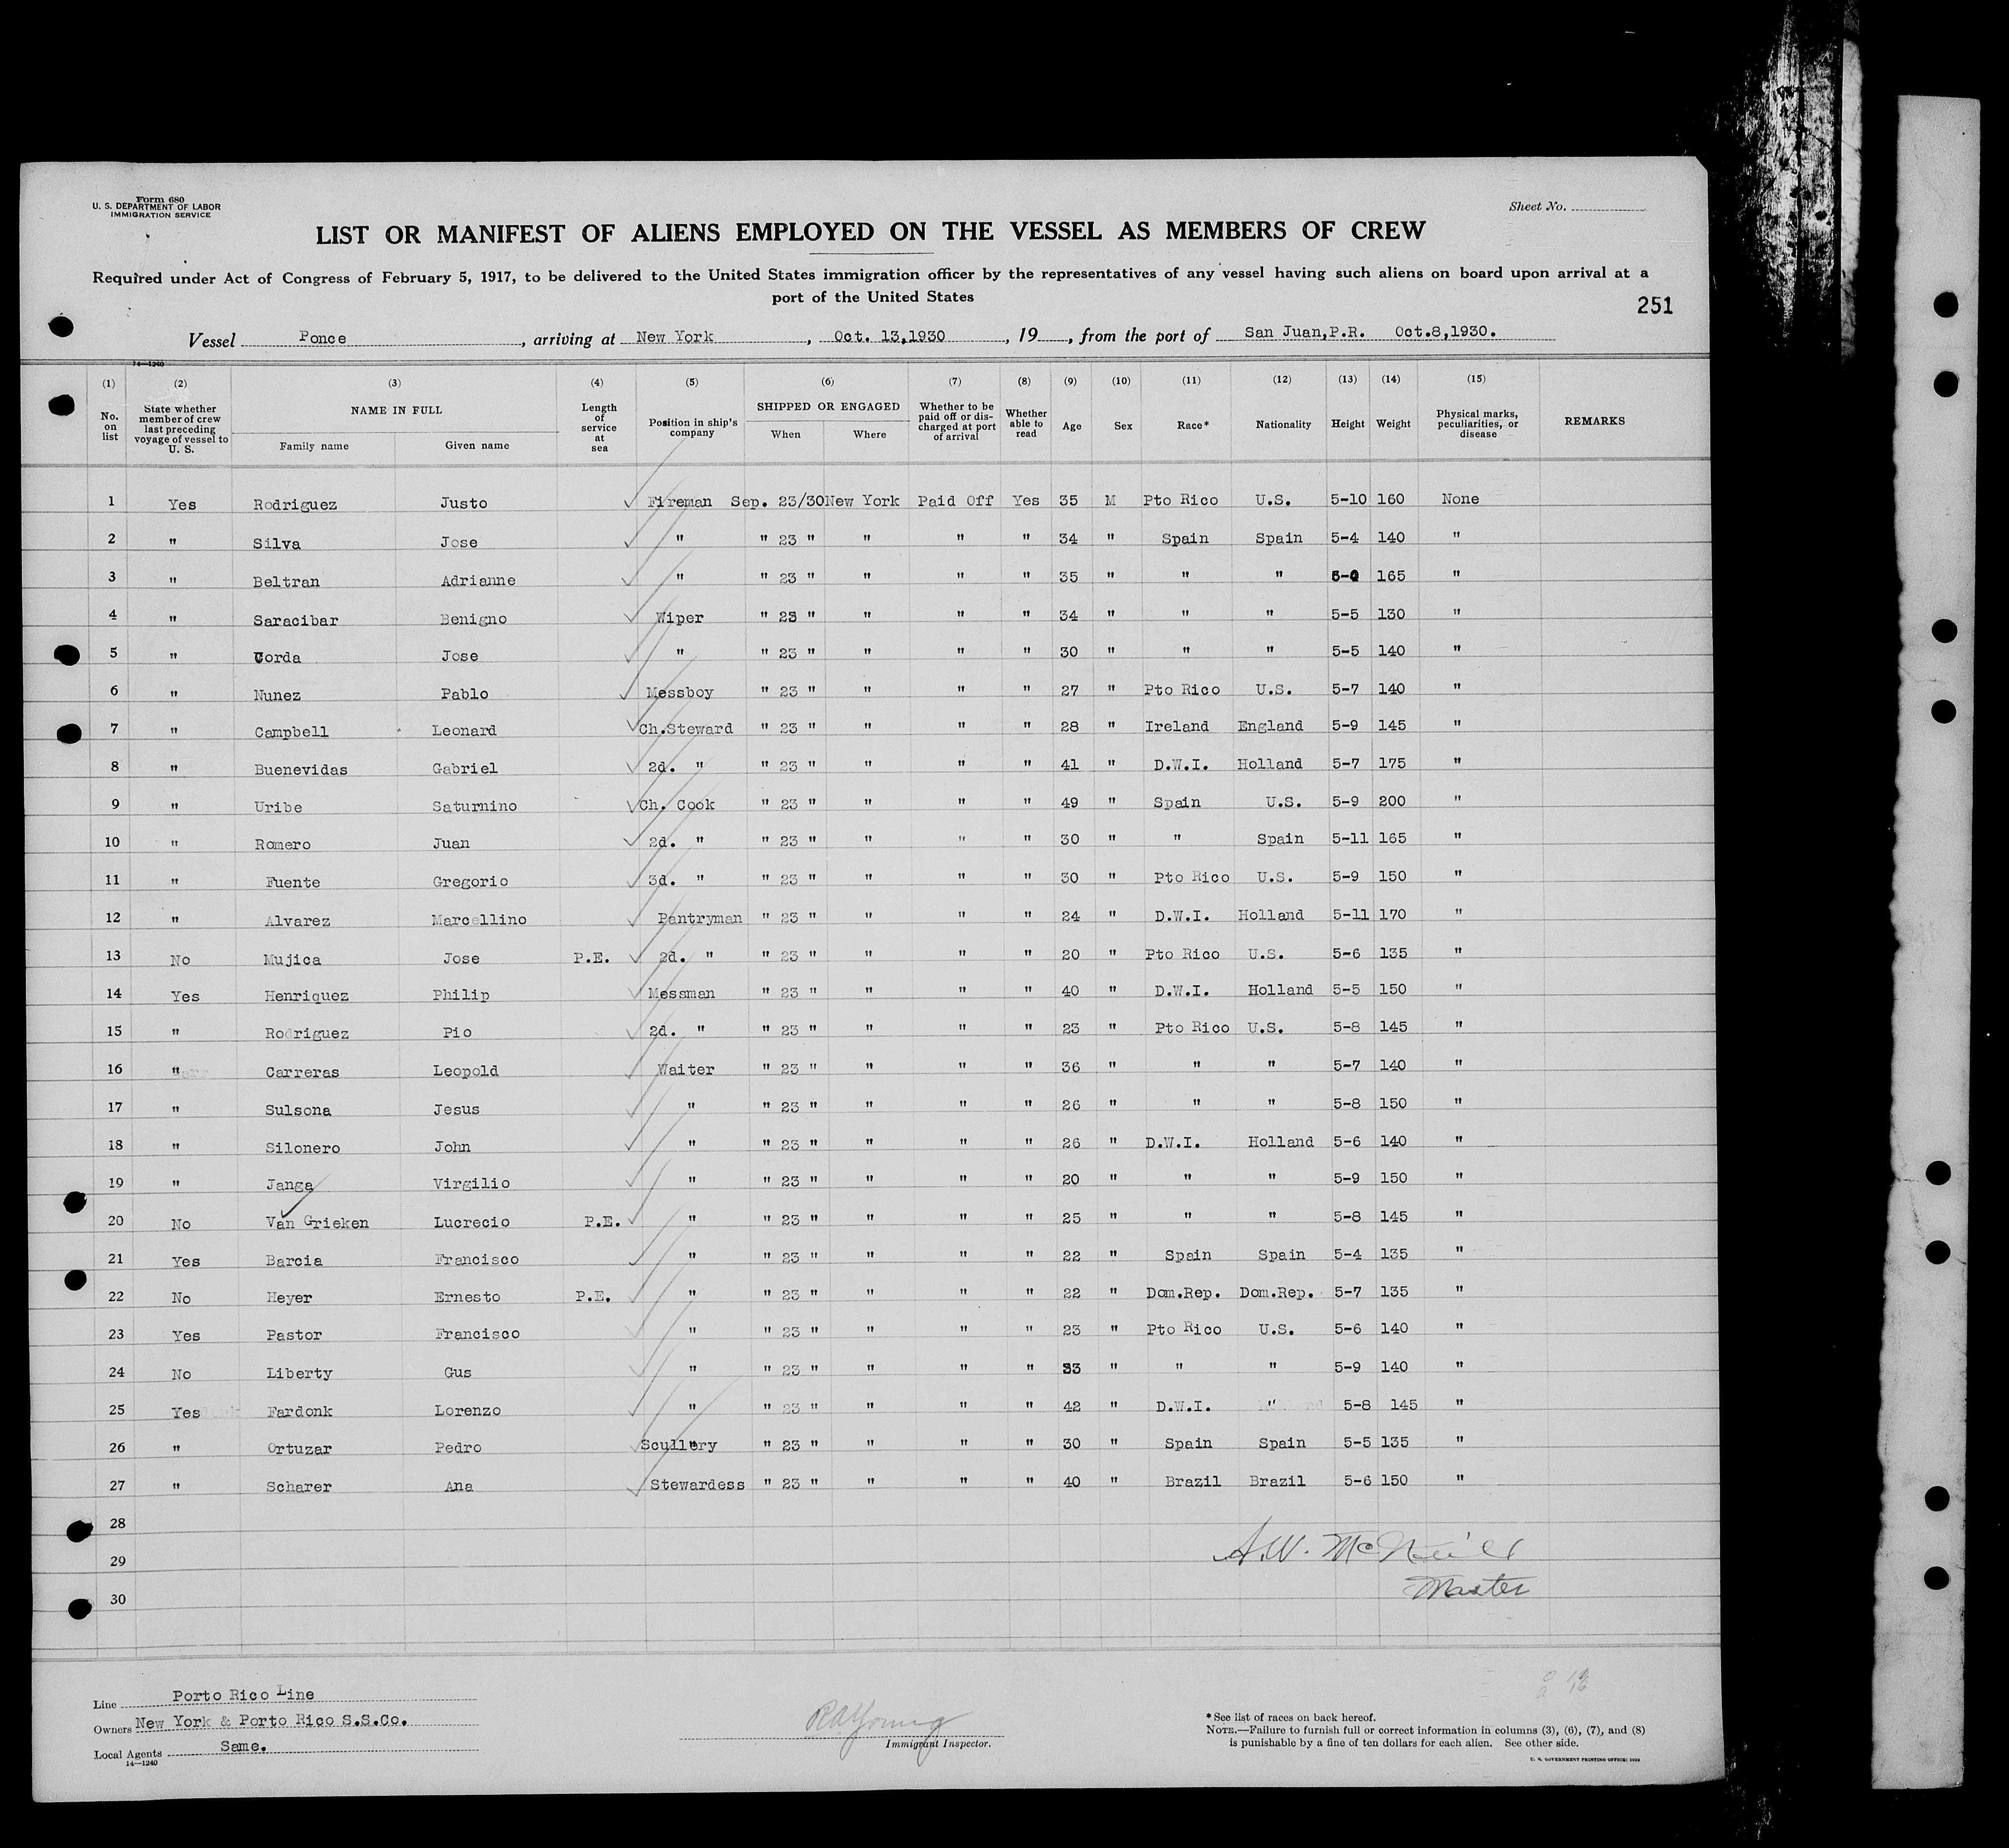 Form 680
U. S. DEPARTMENT OF LABOR
IMMIGRATION SERVICE
Sheet No.
LIST OR MANIFEST OF ALIENS EMPLOYED ON THE VESSEL AS MEMBERS OF CREW
Required under Act of Congress of February 5, 1917, to be delivered to the United States immigration officer by the representatives of any vessel having such aliens on board upon arrival at a
port of the United States
251
Vessel Ponce, arriving at New York, Oct. 13,1930, 19, from the port of San Juan,P.R. Oct.8,1930.
14—1240
(1) (2) (3) (4) (5) (6) (7) (8) (9) (10) (11) (12) (13) (14) (15)
No. on list State whether member of crew last preceding voyage of vessel to U. S. NAME IN FULL Family name Given name Length of service at sea Position in ship's company SHIPPED OR ENGAGED When Where Whether to be paid off or discharged at port of arrival Whether able to read Age Sex Race* Nationality Height Weight Physical marks, peculiarities, or disease REMARKS
1 Yes Rodriguez Justo Fireman Sep. 23/30 New York Paid Off Yes 35 M Pto Rico U.S. 5-10 160 None
2 " Silva Jose " " 23 " " " " 34 " Spain Spain 5-4 140 "
3 " Beltran Adrianne " " 23 " " " " 35 " " " 165 "
4 " Saracibar Benigno Wiper " 23 " " " " 34 " " " 5-5 130 "
5 " Corda Jose " " 23 " " " " 30 " " " 5-5 140 "
6 " Nunez Pablo Messboy " 23 " " " " 27 " Pto Rico U.S. 5-7 140 "
7 " Campbell Leonard Ch.Steward " 23 " " " " 28 " Ireland England 5-9 145 "
8 " Buenevidas Gabriel 2d. " " 23 " " " " 41 " D.W.I. Holland 5-7 175 "
9 " Uribe Saturnino Ch. Cook " 23 " " " " 49 " Spain U.S. 5-9 200 "
10 " Romero Juan 2d. " " 23 " " " " 30 " " Spain 5-11 165 "
11 " Fuente Gregorio 3d. " " 23 " " " " 30 " Pto Rico U.S. 5-9 150 "
12 " Alvarez Marcellino Pantryman " 23 " " " " 24 " D.W.I. Holland 5-11 170 "
13 No Mujica Jose P.E. 2d. " " 23 " " " " 20 " Pto Rico U.S. 5-6 135 "
14 Yes Henriquez Philip Messman " 23 " " " " 40 " D.W.I. Holland 5-5 150 "
15 " Rodriguez Pio 2d. " " 23 " " " " 23 " Pto Rico U.S. 5-8 145 "
16 " Carreras Leopold Waiter " 23 " " " " 36 " " " 5-7 140 "
17 " Sulsona Jesus " " 23 " " " " 26 " " " 5-8 150 "
18 " Silonero John " " 23 " " " " 26 " D.W.I. Holland 5-6 140 "
19 " Janga Virgilio " " 23 " " " " 20 " " " 5-9 150 "
20 No Van Grieken Lucrecio P.E. " " 23 " " " " 25 " " " 5-8 145 "
21 Yes Barcia Francisco " " 23 " " " " 22 " Spain Spain 5-4 135 "
22 No Heyer Ernesto P.E. " " 23 " " " " 22 " Dom.Rep. Dom.Rep. 5-7 135 "
23 Yes Pastor Francisco " " 23 " " " " 23 " Pto Rico U.S. 5-6 140 "
24 No Liberty Gus " " 23 " " " " 33 " " " 5-9 140 "
25 Yes Fardonk Lorenzo " " 23 " " " " 42 " D.W.I. " 5-8 145 "
26 " Ortuzar Pedro Scullery " 23 " " " " 30 " Spain Spain 5-5 135 "
27 " Scharer Ana Stewardess " 23 " " " " 40 " Brazil Brazil 5-6 150 "
28
29
30
A.W. McNeill
Master
Line Porto Rico Line
Owners New York & Porto Rico S.S.Co.
Local Agents Same.
14—1240
RA Young
Immigrant Inspector.
* See list of races on back hereof.
NOTE.—Failure to furnish full or correct information in columns (3), (6), (7), and (8)
is punishable by a fine of ten dollars for each alien. See other side.